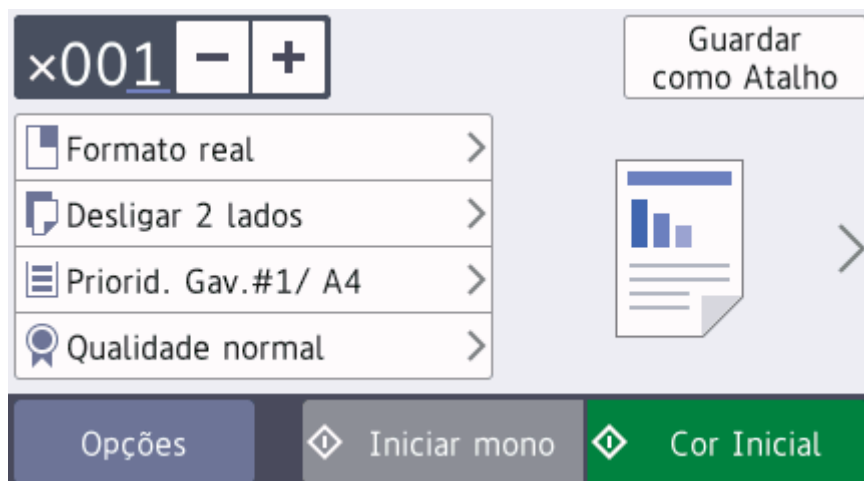 ×001 − +
Guardar
como Atalho
Formato real
Desligar 2 lados
Priorid. Gav.#1/ A4
Qualidade normal
Opções
Iniciar mono
Cor Inicial